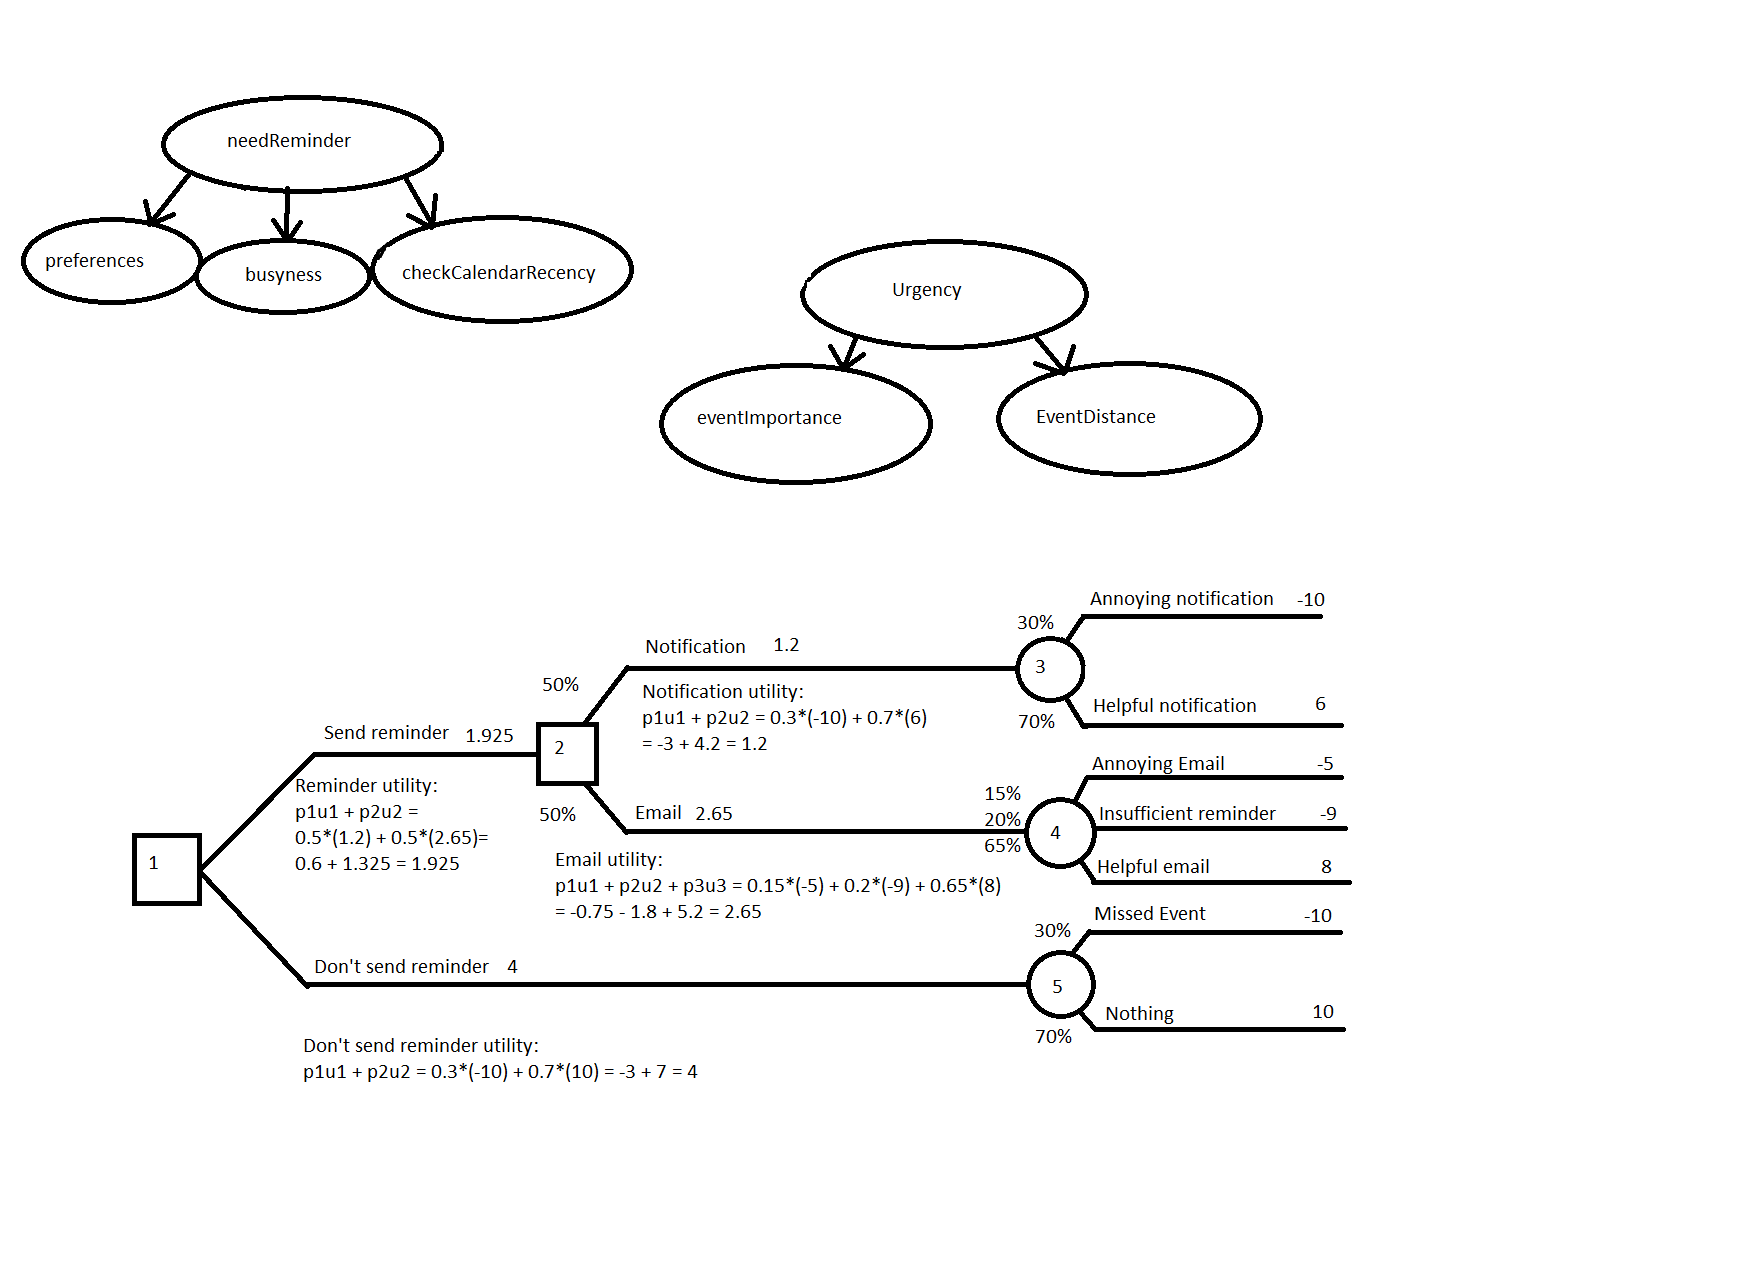 needReminder
preferences
busyness
checkCalendarRecency
Urgency
eventImportance
EventDistance
Annoying notification -10
30%
3
Notification 1.2
Helpful notification 6
70%
50%
Notification utility:
p1u1 + p2u2 = 0.3*(-10) + 0.7*(6)
= -3 + 4.2 = 1.2
Send reminder 1.925
2
Reminder utility:
p1u1 + p2u2 =
0.5*(1.2) + 0.5*(2.65)=
0.6 + 1.325 = 1.925
50%
Email 2.65
Annoying Email -5
15%
20%
65%
4
Insufficient reminder -9
Helpful email 8
Email utility:
p1u1 + p2u2 + p3u3 = 0.15*(-5) + 0.2*(-9) + 0.65*(8)
= -0.75 - 1.8 + 5.2 = 2.65
1
Missed Event -10
30%
Don't send reminder 4
5
Nothing 10
70%
Don't send reminder utility:
p1u1 + p2u2 = 0.3*(-10) + 0.7*(10) = -3 + 7 = 4